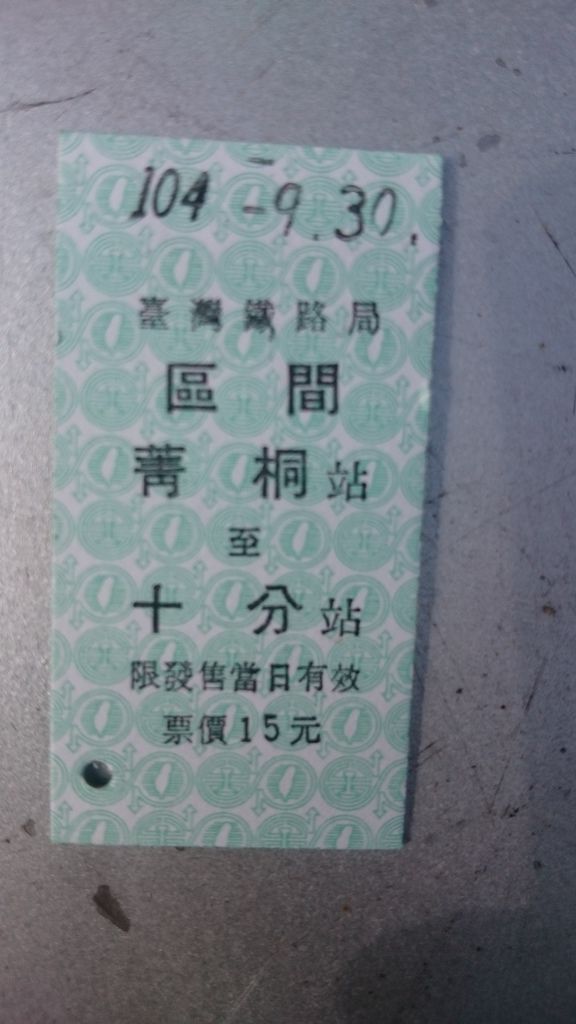 104 -9.30.
臺灣鐵路局
區間
菁桐站
至
十分站
限發售當日有效
票價15元